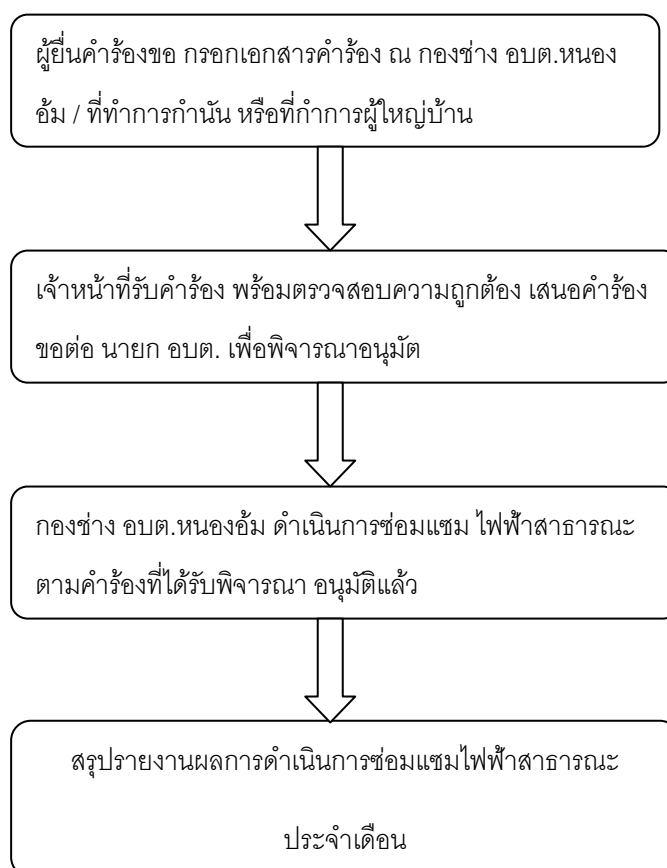 ผู้ยื่นคำร้องขอ กรอกเอกสารคำร้อง ณ กองช่าง อบต.หนอง
อ้ม / ที่ทำการกำนัน หรือที่กำการผู้ใหญ่บ้าน
เจ้าหน้าที่รับคำร้อง พร้อมตรวจสอบความถูกต้อง เสนอคำร้อง
ขอต่อ นายก อบต. เพื่อพิจารณาอนุมัต
กองช่าง อบต.หนองอ้ม ดำเนินการซ่อมแซม ไฟฟ้าสาธารณะ
ตามคำร้องที่ได้รับพิจารณา อนุมัติแล้ว
สรุปรายงานผลการดำเนินการซ่อมแซมไฟฟ้าสาธารณะ
ประจำเดือน